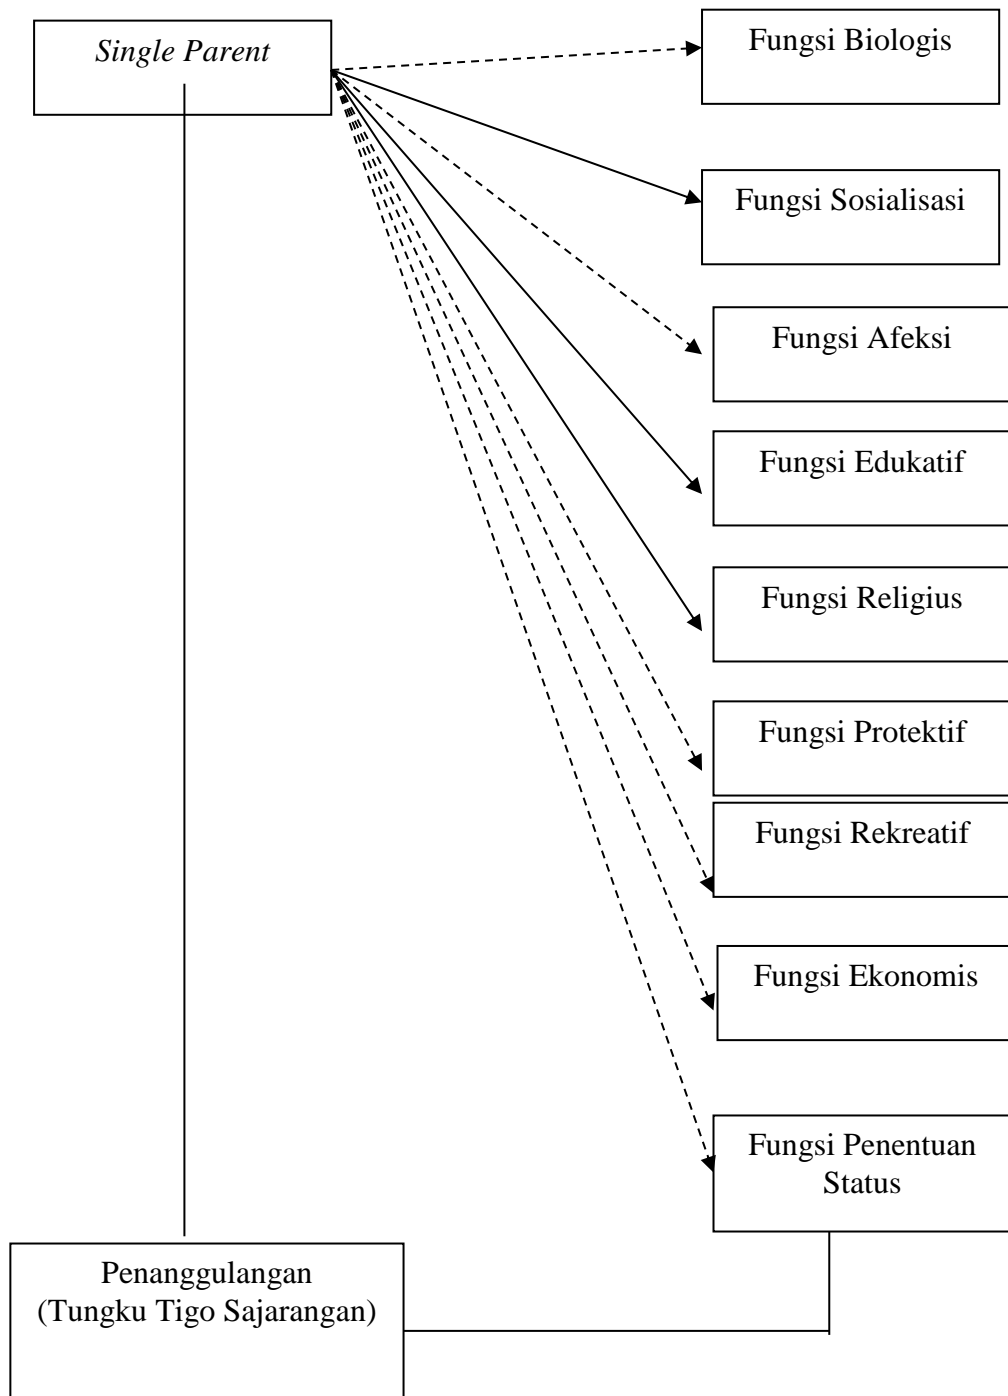 Single Parent
Fungsi Biologis
Fungsi Sosialisasi
Fungsi Afeksi
Fungsi Edukatif
Fungsi Religius
Fungsi Protektif
Fungsi Rekreatif
Fungsi Ekonomis
Fungsi Penentuan
Status
Penanggulangan
(Tungku Tigo Sajarangan)